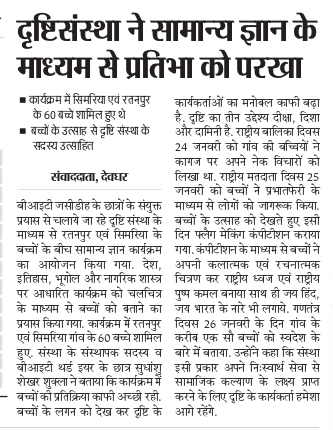 दृष्टिसंस्था ने सामान्य ज्ञान के
माध्यम से प्रतिभा को परखा
■ कार्यक्रम में सिमरिया एवं रतनपुर
के 60 बच्चे शामिल हुए थे
■ बच्चों के उत्साह से दृष्टि संस्था के
सदस्य उत्साहित
संवाददाता, देवघर
बीआइटी जसीडीह के छात्रों के संयुक्त
प्रयास से चलाये जा रहे दृष्टि संस्था के
माध्यम से रतनपुर एवं सिमरिया के
बच्चों के बीच सामान्य ज्ञान कार्यक्रम
का आयोजन किया गया. देश,
इतिहास, भूगोल और नागरिक शास्त्र
पर आधारित कार्यक्रम को चलचित्र
के माध्यम से बच्चों को बताने का
प्रयास किया गया. कार्यक्रम में रतनपुर
एवं सिमरिया गांव के 60 बच्चे शामिल
हुए. संस्था के संस्थापक सदस्य व
बीआइटी थर्ड इयर के छात्र सुधांशु
शेखर शुक्ला ने बताया कि कार्यक्रम में
बच्चों की प्रतिक्रिया काफी अच्छी रही.
बच्चों के लगन को देख कर दृष्टि के
कार्यकर्ताओं का मनोबल काफी बढ़ा
है. दृष्टि का तीन उद्देश्य दीक्षा, दिशा
और दामिनी है. राष्ट्रीय बालिका दिवस
24 जनवरी को गांव की बच्चियों ने
कागज पर अपने नेक विचारों को
लिखा था. राष्ट्रीय मतदाता दिवस 25
जनवरी को बच्चों ने प्रभातफेरी के
माध्यम से लोगों को जागरूक किया.
बच्चों के उत्साह को देखते हुए इसी
दिन फ्लैग मेकिंग कंपीटीशन कराया
गया. कंपीटीशन के माध्यम से बच्चों ने
अपनी कलात्मक एवं रचनात्मक
चित्रण कर राष्ट्रीय ध्वज एवं राष्ट्रीय
पुष्प कमल बनाया साथ ही जय हिंद,
जय भारत के नारे भी लगाये. गणतंत्र
दिवस 26 जनवरी के दिन गांव के
करीब एक सौ बच्चों को स्वदेश के
बारे में बताया. उन्होंने कहा कि संस्था
इसी प्रकार अपने निःस्वार्थ सेवा से
सामाजिक कल्याण के लक्ष्य प्राप्त
करने के लिए दृष्टि के कार्यकर्ता हमेशा
आगे रहेंगे.